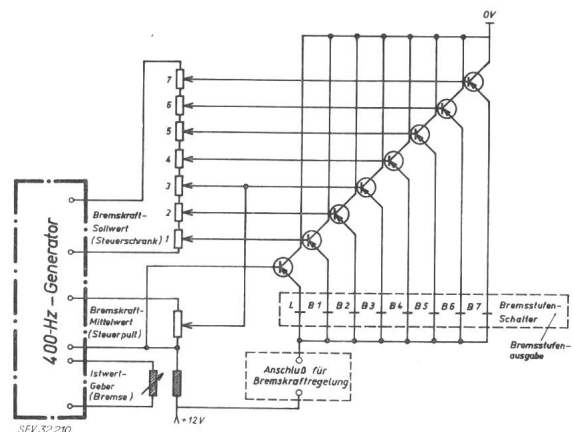 0V
7
6
5
4
3
2
1
400-Hz-Generator
Bremskraft-
Sollwert
(Steuerschrank)
Bremskraft-
Mittelwert
(Steuerpult)
Istwert-
Geber
(Bremse)
L B1 B2 B3 B4 B5 B6 B7
Bremsstufen-
Schalter
Bremsstufen-
ausgabe
Anschluß für
Bremskraftregelung
+12V
SEV 32 210